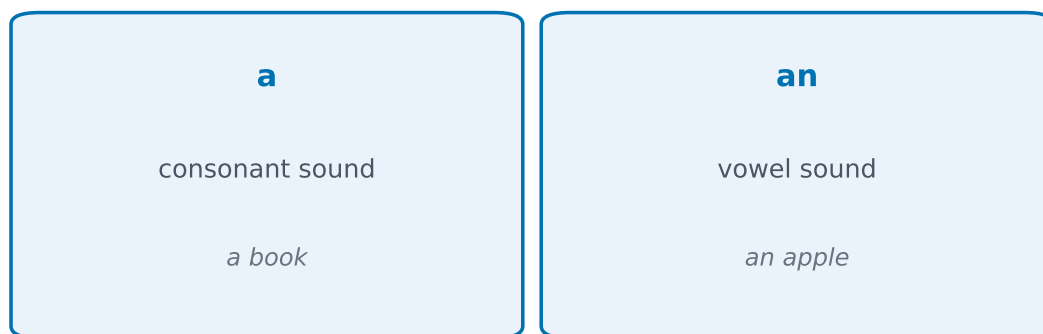 a
consonant sound
a book
an
vowel sound
an apple